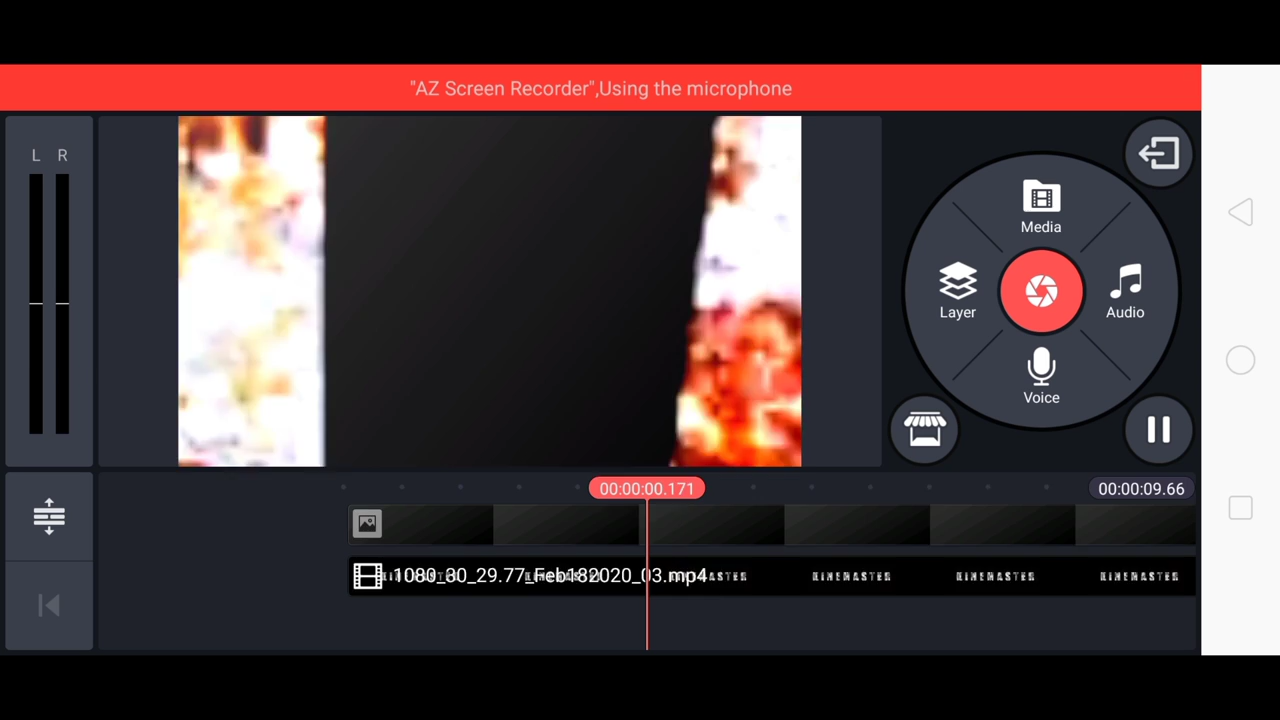 "AZ Screen Recorder",Using the microphone
L R
Media
Layer
Audio
Voice
00:00:00.171
00:00:09.66
1080_30_29.77_Feb182020_03.mp4
KINEMASTER KINEMASTER KINEMASTER